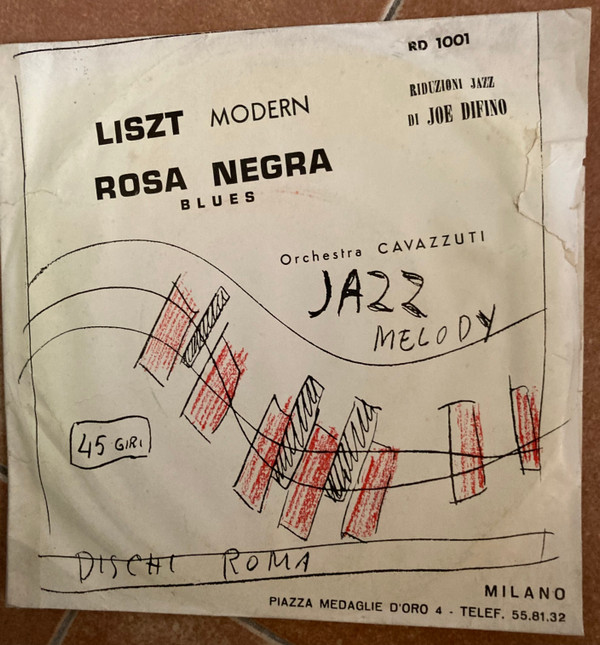 RD 1001
RIDUZIONI JAZZ
DI JOE DIFINO
LISZT MODERN
ROSA NEGRA
BLUES
Orchestra CAVAZZUTI
JAZZ
MELODY
45 GIRI
DISCHI ROMA
MILANO
PIAZZA MEDAGLIE D'ORO 4 - TELEF. 55.81.32